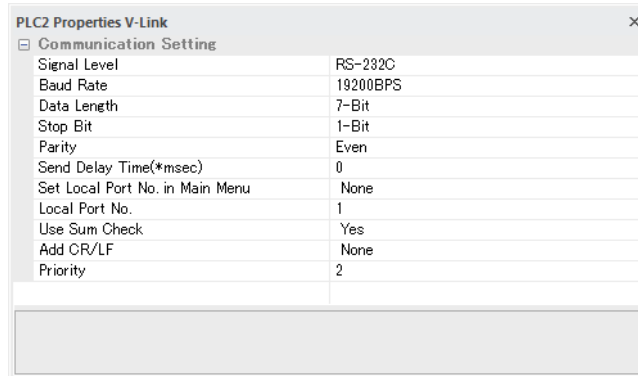 PLC2 Properties V-Link
Communication Setting
Signal Level RS-232C
Baud Rate 19200BPS
Data Length 7-Bit
Stop Bit 1-Bit
Parity Even
Send Delay Time(*msec) 0
Set Local Port No. in Main Menu None
Local Port No. 1
Use Sum Check Yes
Add CR/LF None
Priority 2